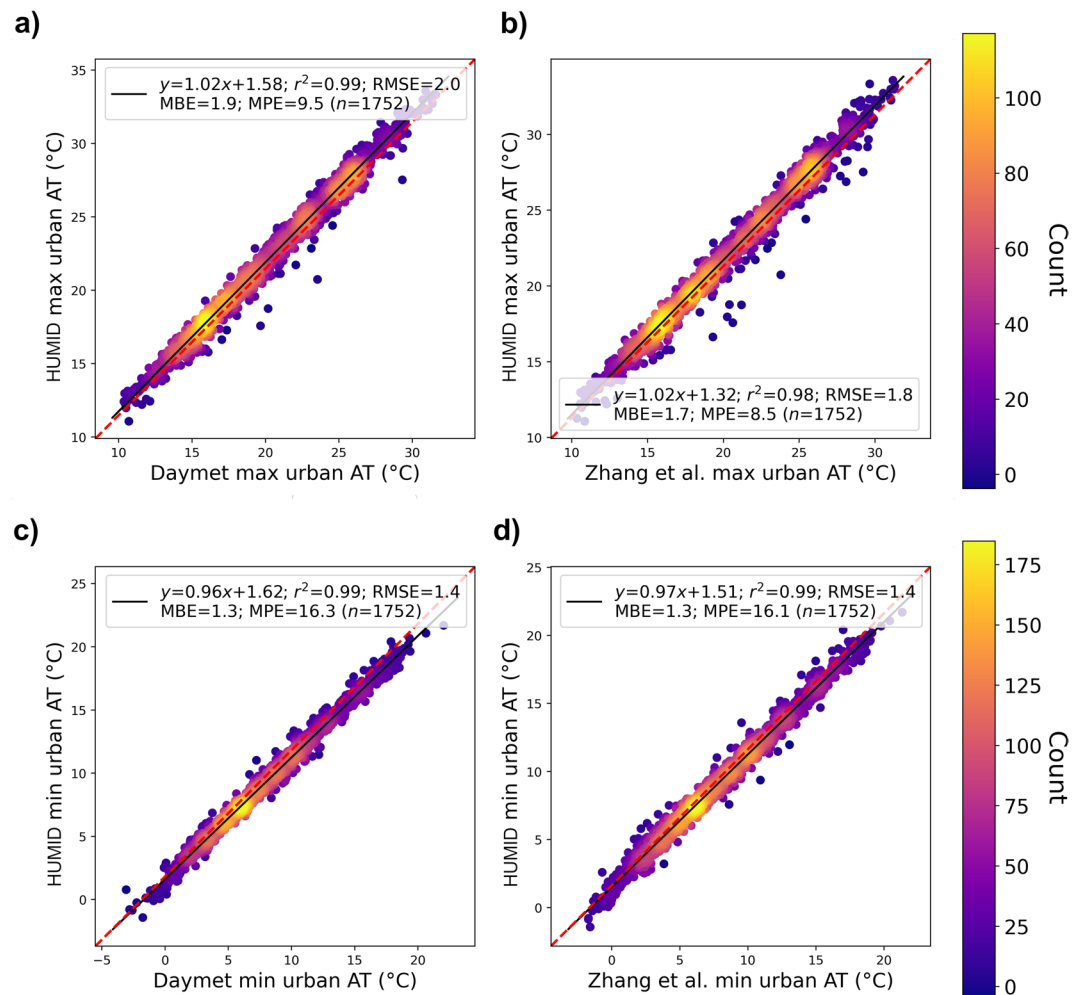 a)
b)
y=1.02x+1.58; r²=0.99; RMSE=2.0
MBE=1.9; MPE=9.5 (n=1752)
35
30
25
20
15
10
HUMID max urban AT (°C)
10
15
20
25
30
Daymet max urban AT (°C)
y=1.02x+1.32; r²=0.98; RMSE=1.8
MBE=1.7; MPE=8.5 (n=1752)
30
25
20
15
10
HUMID max urban AT (°C)
10
15
20
25
30
Zhang et al. max urban AT (°C)
100
80
60
40
20
0
Count
c)
d)
y=0.96x+1.62; r²=0.99; RMSE=1.4
MBE=1.3; MPE=16.3 (n=1752)
25
20
15
10
5
0
HUMID min urban AT (°C)
−5
0
5
10
15
20
Daymet min urban AT (°C)
y=0.97x+1.51; r²=0.99; RMSE=1.4
MBE=1.3; MPE=16.1 (n=1752)
25
20
15
10
5
0
HUMID min urban AT (°C)
0
5
10
15
20
Zhang et al. min urban AT (°C)
175
150
125
100
75
50
25
0
Count